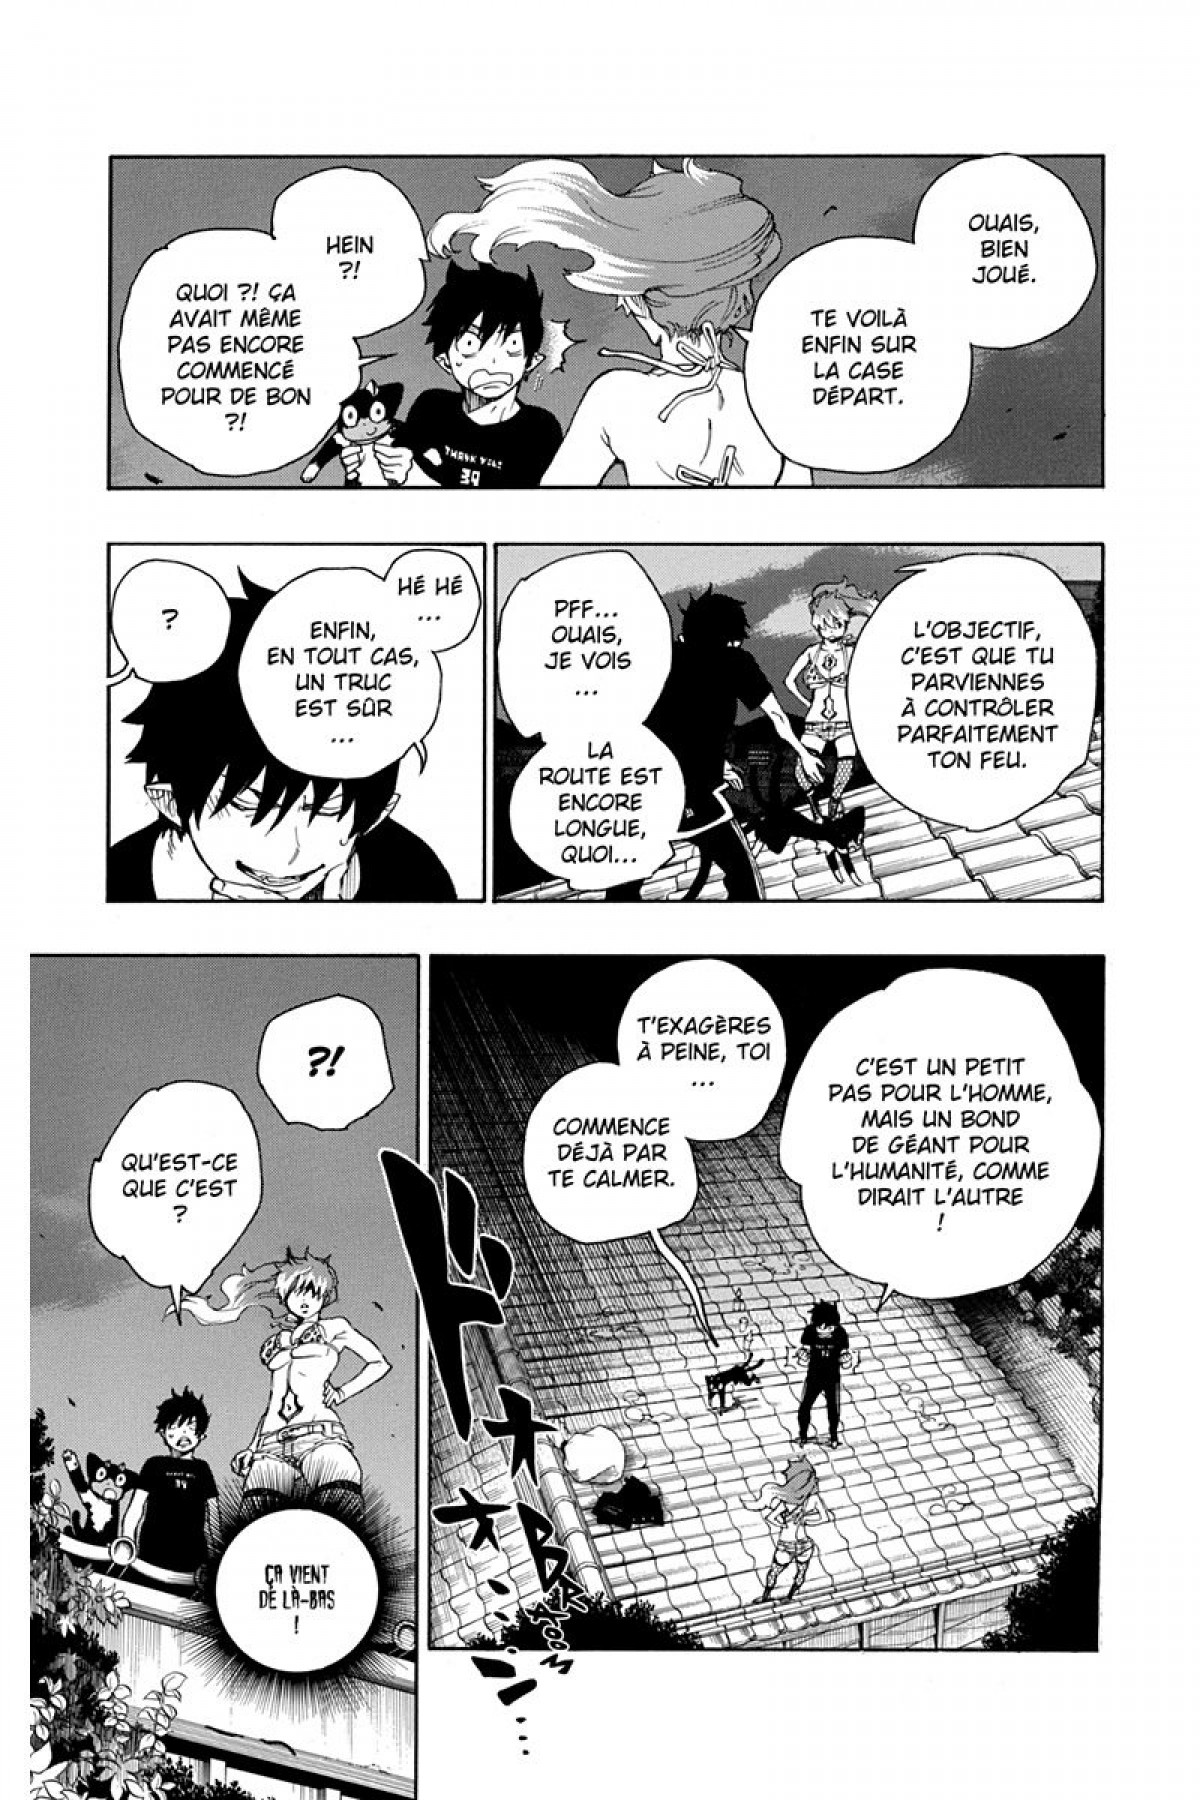 OUAIS,
BIEN
JOUÉ.
TE VOILÀ
ENFIN SUR
LA CASE
DÉPART.
HEIN
?!
QUOI ?! ÇA
AVAIT MÊME
PAS ENCORE
COMMENCÉ
POUR DE BON
?!
THANK YOU!
39
L'OBJECTIF,
C'EST QUE TU
PARVIENNES
À CONTRÔLER
PARFAITEMENT
TON FEU.
PFF...
OUAIS,
JE VOIS
...
LA
ROUTE EST
ENCORE
LONGUE,
QUOI...
HÉ HÉ
...
ENFIN,
EN TOUT CAS,
UN TRUC
EST SÛR
...
?
C'EST UN PETIT
PAS POUR L'HOMME,
MAIS UN BOND
DE GÉANT POUR
L'HUMANITÉ, COMME
DIRAIT L'AUTRE
!
T'EXAGÈRES
À PEINE, TOI
...
COMMENCE
DÉJÀ PAR
TE CALMER.
?!
QU'EST-CE
QUE C'EST
?
39
ÇA VIENT
DE LÀ-BAS
!